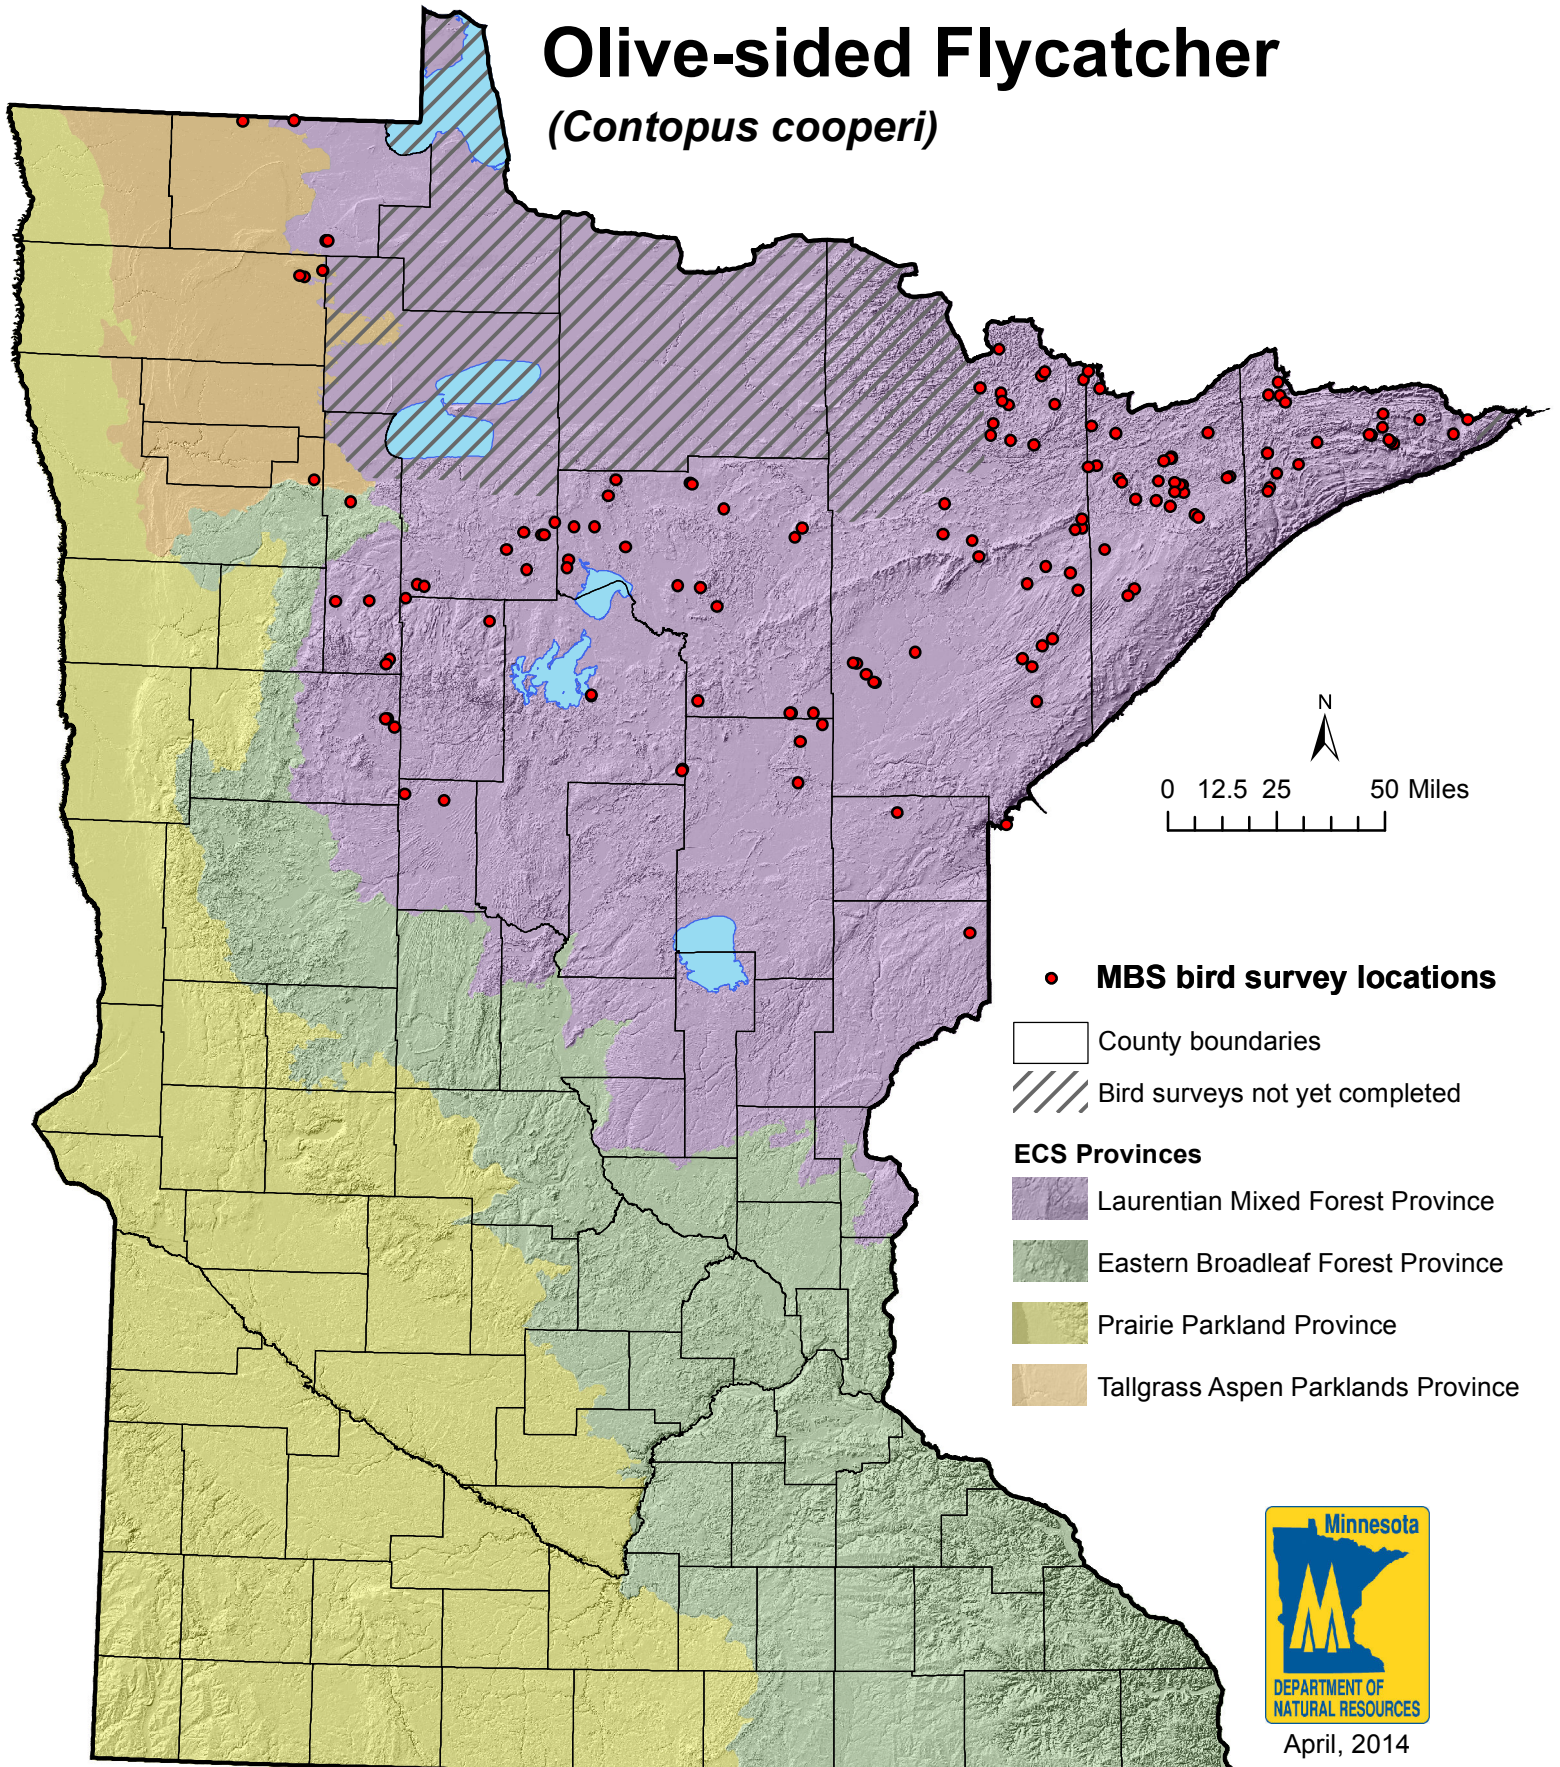 Olive-sided Flycatcher
(Contopus cooperi)
N
0 12.5 25 50 Miles
MBS bird survey locations
County boundaries
Bird surveys not yet completed
ECS Provinces
Laurentian Mixed Forest Province
Eastern Broadleaf Forest Province
Prairie Parkland Province
Tallgrass Aspen Parklands Province
Minnesota
DEPARTMENT OF
NATURAL RESOURCES
April, 2014